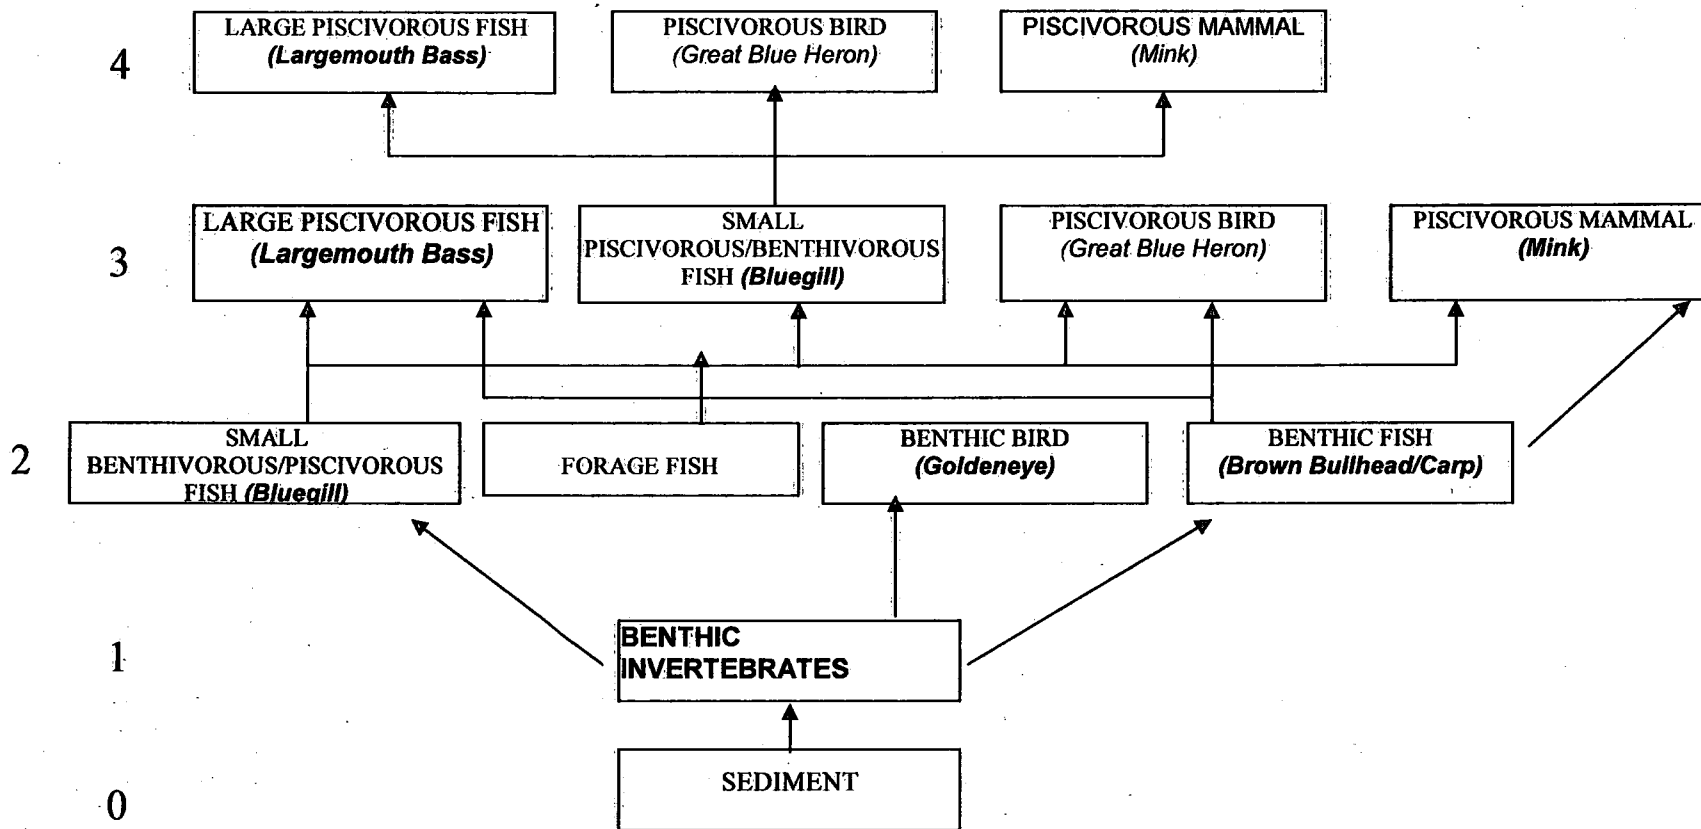 4
LARGE PISCIVOROUS FISH
(Largemouth Bass)
PISCIVOROUS BIRD
(Great Blue Heron)
PISCIVOROUS MAMMAL
(Mink)
3
LARGE PISCIVOROUS FISH
(Largemouth Bass)
SMALL
PISCIVOROUS/BENTHIVOROUS
FISH (Bluegill)
PISCIVOROUS BIRD
(Great Blue Heron)
PISCIVOROUS MAMMAL
(Mink)
2
SMALL
BENTHIVOROUS/PISCIVOROUS
FISH (Bluegill)
FORAGE FISH
BENTHIC BIRD
(Goldeneye)
BENTHIC FISH
(Brown Bullhead/Carp)
1
BENTHIC
INVERTEBRATES
0
SEDIMENT